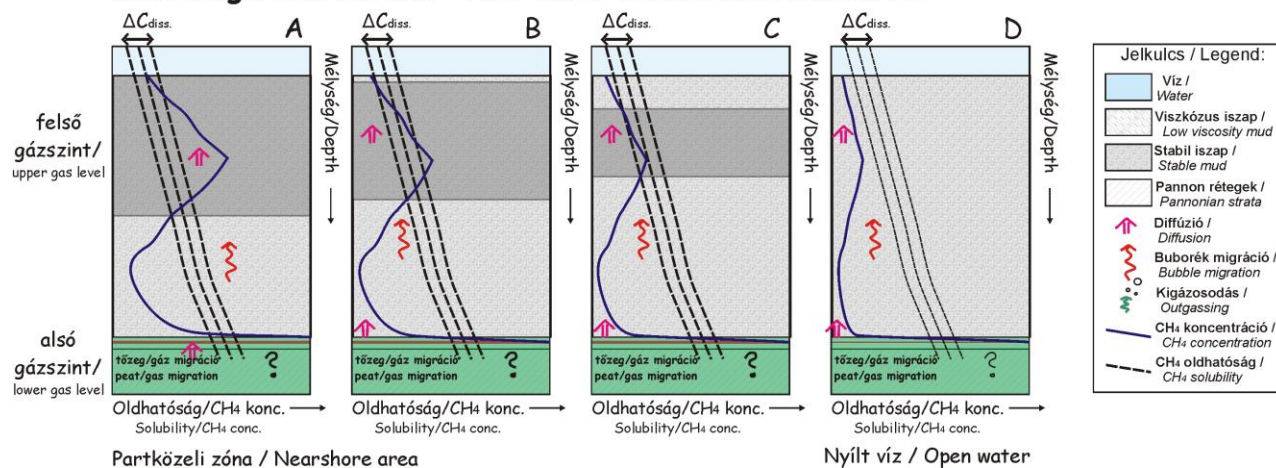 ΔCdiss.
A
ΔCdiss.
B
ΔCdiss.
C
ΔCdiss.
D
felső
gázszint/
upper gas level
alsó
gázszint/
lower gas level
Mélység/Depth
Mélység/Depth
Mélység/Depth
Mélység/Depth
tőzeg/gáz migráció
peat/gas migration
?
tőzeg/gáz migráció
peat/gas migration
?
tőzeg/gáz migráció
peat/gas migration
?
tőzeg/gáz migráció
peat/gas migration
?
Oldhatóság/CH4 konc.
Solubility/CH4 conc.
Oldhatóság/CH4 konc.
Solubility/CH4 conc.
Oldhatóság/CH4 konc.
Solubility/CH4 conc.
Oldhatóság/CH4 konc.
Solubility/CH4 conc.
Partközeli zóna / Nearshore area
Nyílt víz / Open water
Jelkulcs / Legend:
Víz /
Water
Viszkózus iszap /
Low viscosity mud
Stabil iszap /
Stable mud
Pannon rétegek /
Pannonian strata
Diffúzió /
Diffusion
Buborék migráció /
Bubble migration
Kigázosodás /
Outgassing
CH4 koncentráció /
CH4 concentration
CH4 oldhatóság /
CH4 solubility